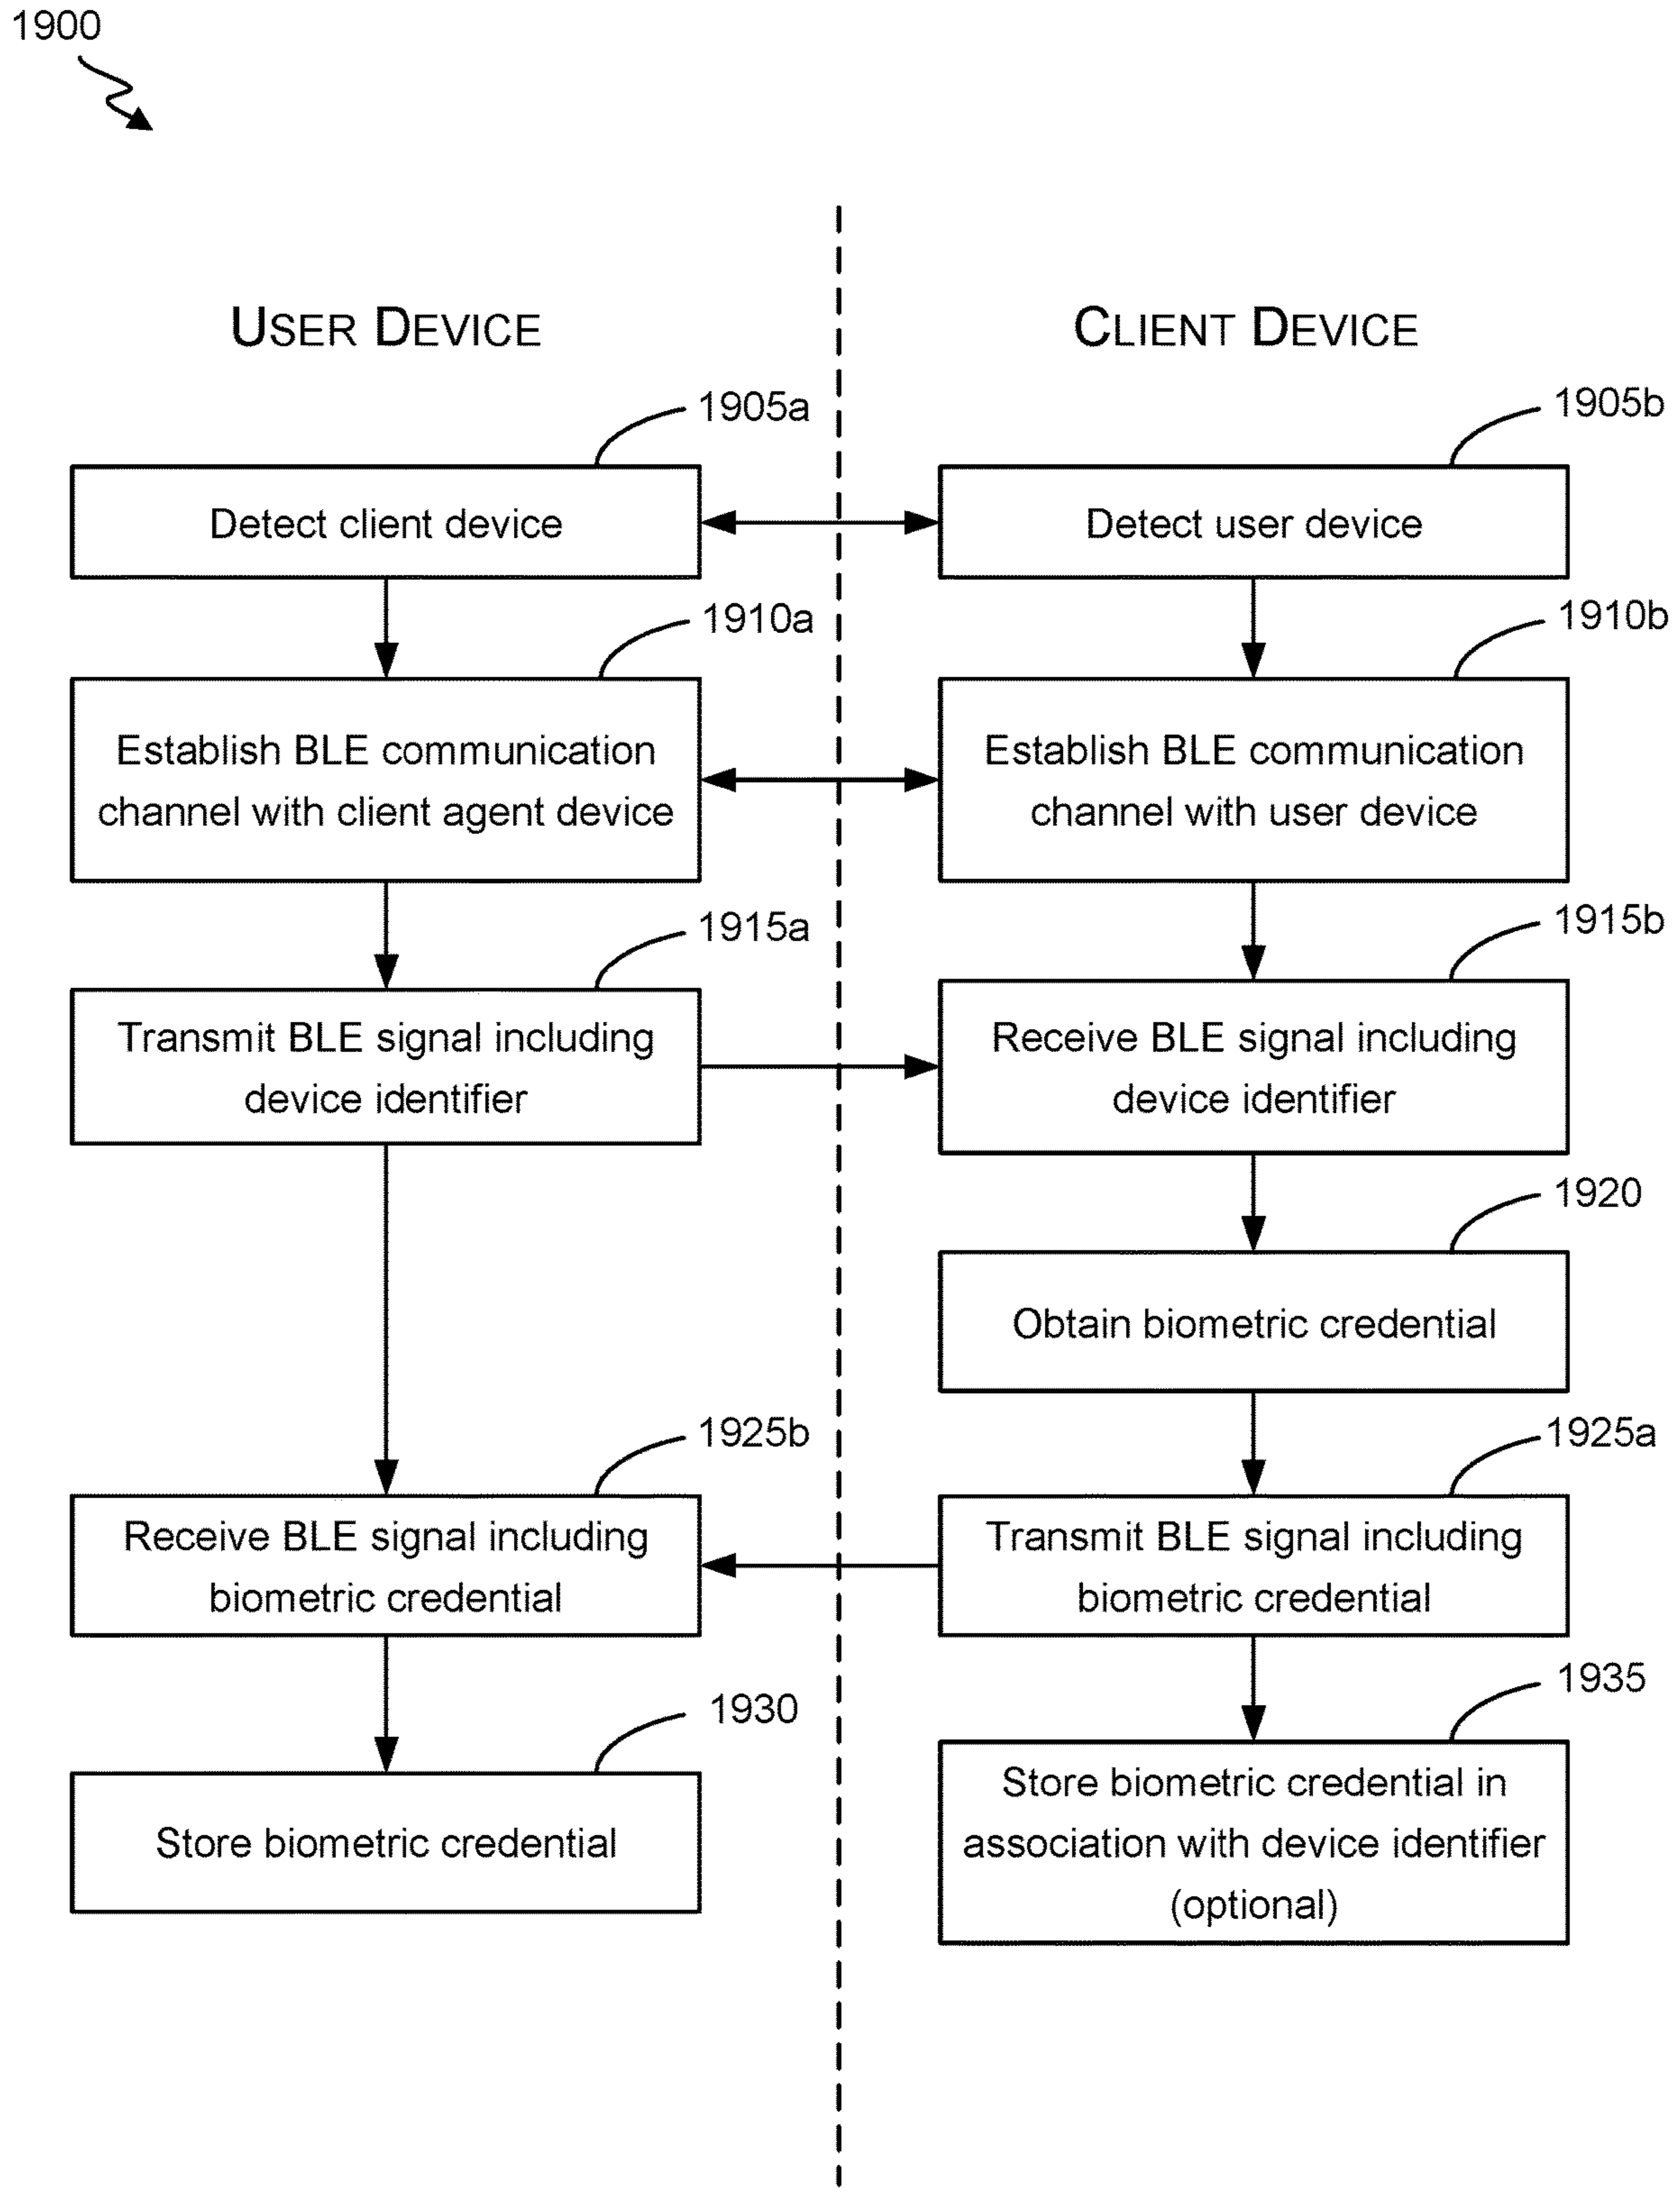 1900
USER DEVICE
CLIENT DEVICE
1905a
1905b
Detect client device
Detect user device
1910a
1910b
Establish BLE communication
channel with client agent device
Establish BLE communication
channel with user device
1915a
1915b
Transmit BLE signal including
device identifier
Receive BLE signal including
device identifier
1920
Obtain biometric credential
1925b
1925a
Receive BLE signal including
biometric credential
Transmit BLE signal including
biometric credential
1930
1935
Store biometric credential
Store biometric credential in
association with device identifier
(optional)